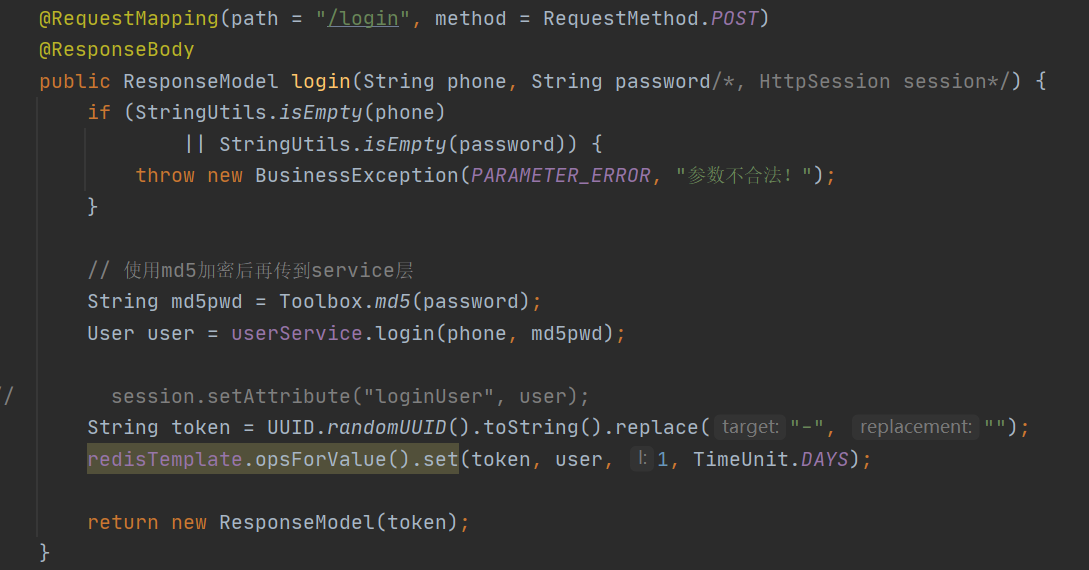 @RequestMapping(path = "/login", method = RequestMethod.POST)
@ResponseBody
public ResponseModel login(String phone, String password/*, HttpSession session*/) {
    if (StringUtils.isEmpty(phone)
            || StringUtils.isEmpty(password)) {
        throw new BusinessException(PARAMETER_ERROR, "参数不合法！");
    }
    // 使用md5加密后再传到service层
    String md5pwd = Toolbox.md5(password);
    User user = userService.login(phone, md5pwd);
//        session.setAttribute("loginUser", user);
    String token = UUID.randomUUID().toString().replace( target: "-", replacement: "");
    redisTemplate.opsForValue().set(token, user, l: 1, TimeUnit.DAYS);
    return new ResponseModel(token);
}